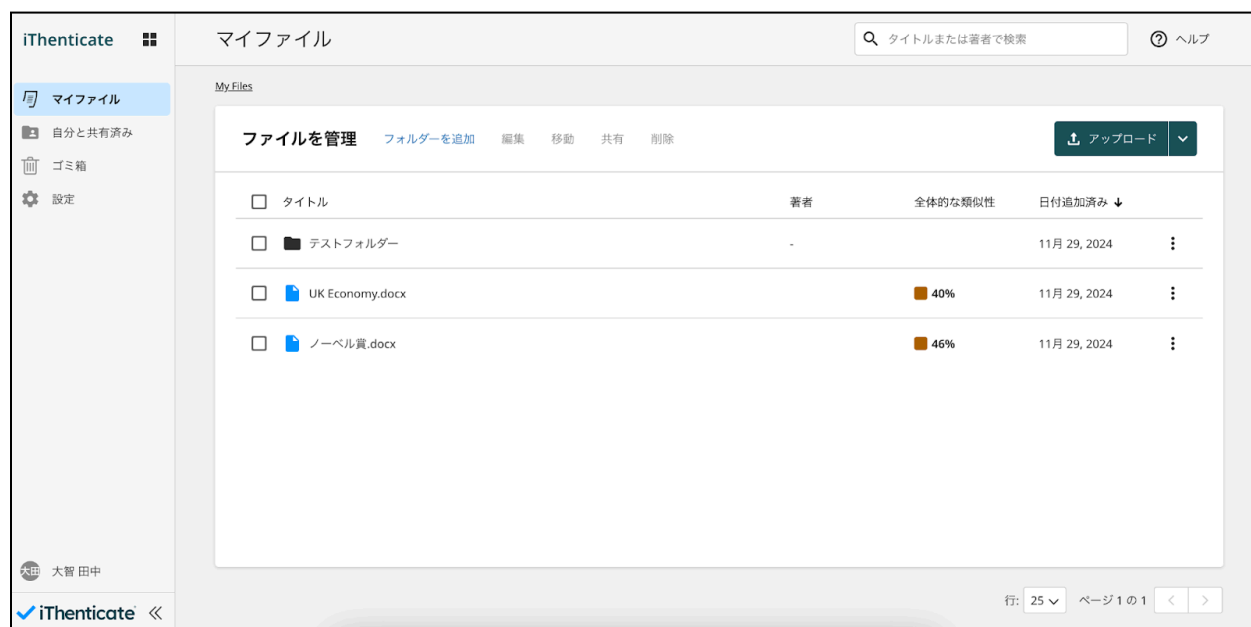 iThenticate
マイファイル
タイトルまたは著者で検索
ヘルプ
マイファイル
自分と共有済み
ゴミ箱
設定
My Files
ファイルを管理 フォルダーを追加 編集 移動 共有 削除 アップロード
タイトル 著者 全体的な類似性 日付追加済み
テストフォルダー - 11月 29, 2024
UK Economy.docx 40% 11月 29, 2024
ノーベル賞.docx 46% 11月 29, 2024
大田 大智 田中
iThenticate
行: 25 ページ 1 の 1